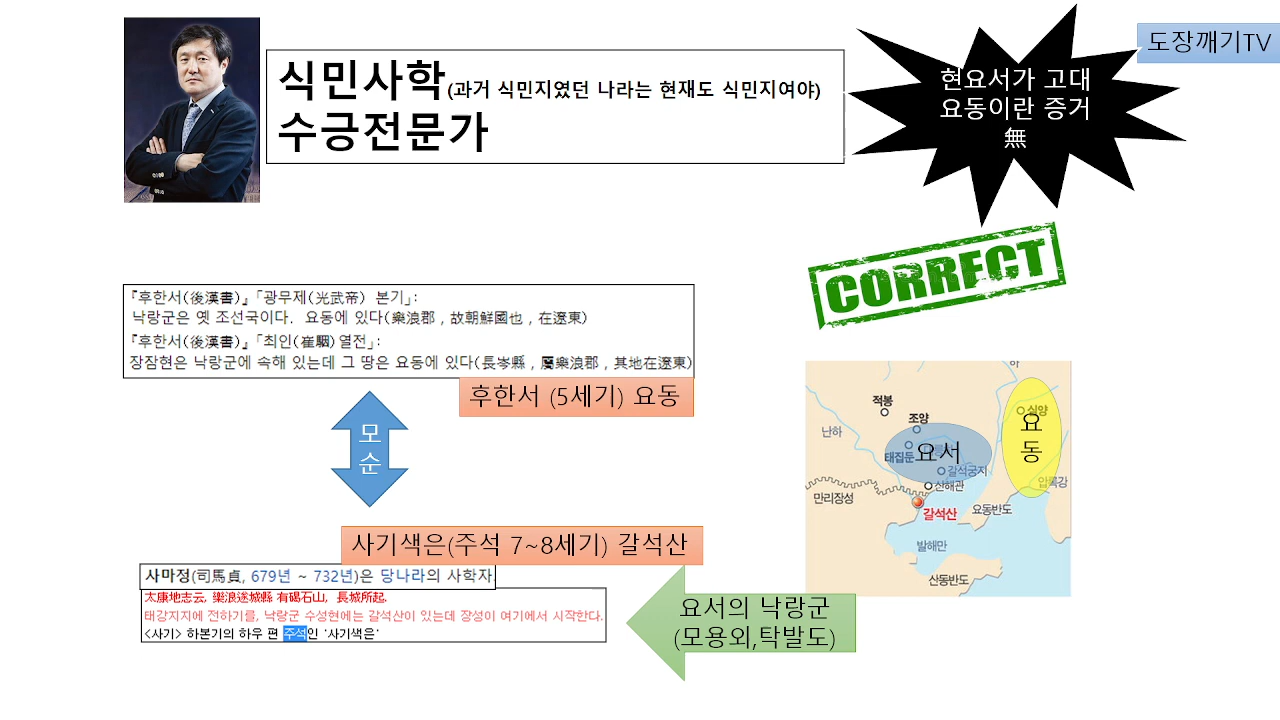 식민사학(과거 식민지였던 나라는 현재도 식민지여야)
수긍전문가
현요서가 고대
요동이란 증거
無
도장깨기TV
CORRECT
『후한서(後漢書)』「광무제(光武帝) 본기」:
낙랑군은 옛 조선국이다. 요동에 있다(樂浪郡, 故朝鮮國也, 在遼東)
『후한서(後漢書)』「최인(崔駰)열전」:
장잠현은 낙랑군에 속해 있는데 그 땅은 요동에 있다(長岑縣, 屬樂浪郡, 其地在遼東)
후한서 (5세기) 요동
모
순
사기색은(주석 7~8세기) 갈석산
사마정(司馬貞, 679년 ~ 732년)은 당나라의 사학자.
太康地志云, 樂浪遂城縣 有碣石山, 長城所起.
태강지지에 전하기를, 낙랑군 수성현에는 갈석산이 있는데 장성이 여기에서 시작한다.
<사기> 하본기의 하우 편 주석인 '사기색은'
요서의 낙랑군
(모용외,탁발도)
하
적봉
조양
난하
심양
요
동
태집둔
요서
갈석궁지
산해관
압록강
만리장성
갈석산
요동반도
발해만
산동반도